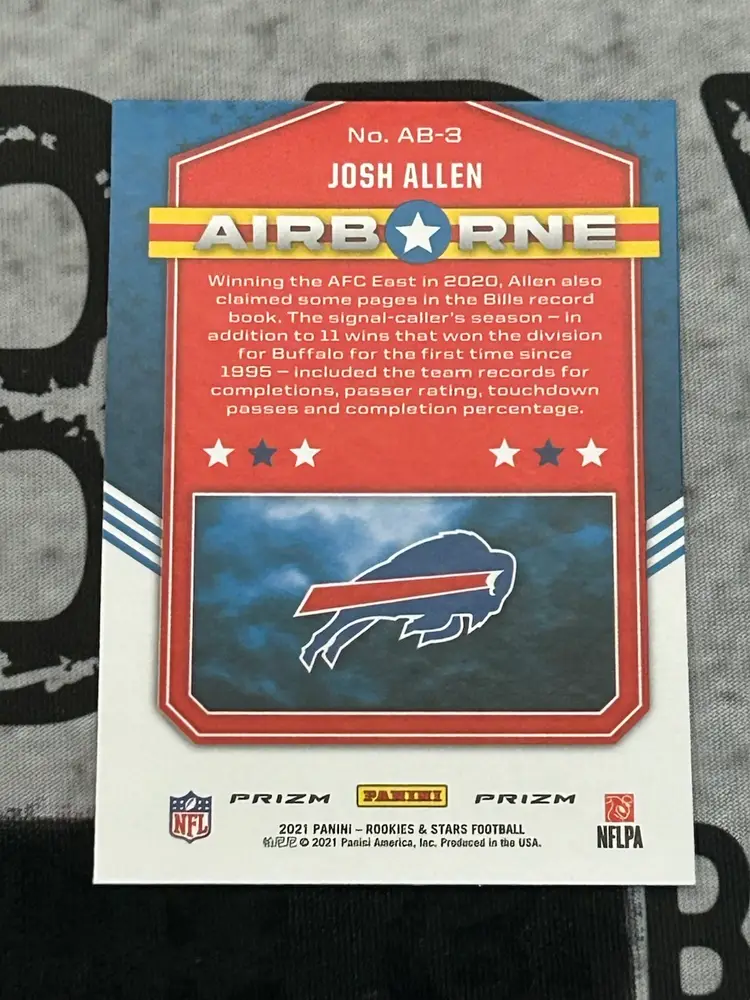 No. AB-3
JOSH ALLEN
AIRBORNE
Winning the AFC East in 2020, Allen also
claimed some pages in the Bills record
book. The signal-caller's season – in
addition to 11 wins that won the division
for Buffalo for the first time since
1995 – included the team records for
completions, passer rating, touchdown
passes and completion percentage.
NFL PRIZM PANINI PRIZM NFLPA
2021 PANINI – ROOKIES & STARS FOOTBALL
帕尼尼 © 2021 Panini America, Inc. Produced in the USA.
B